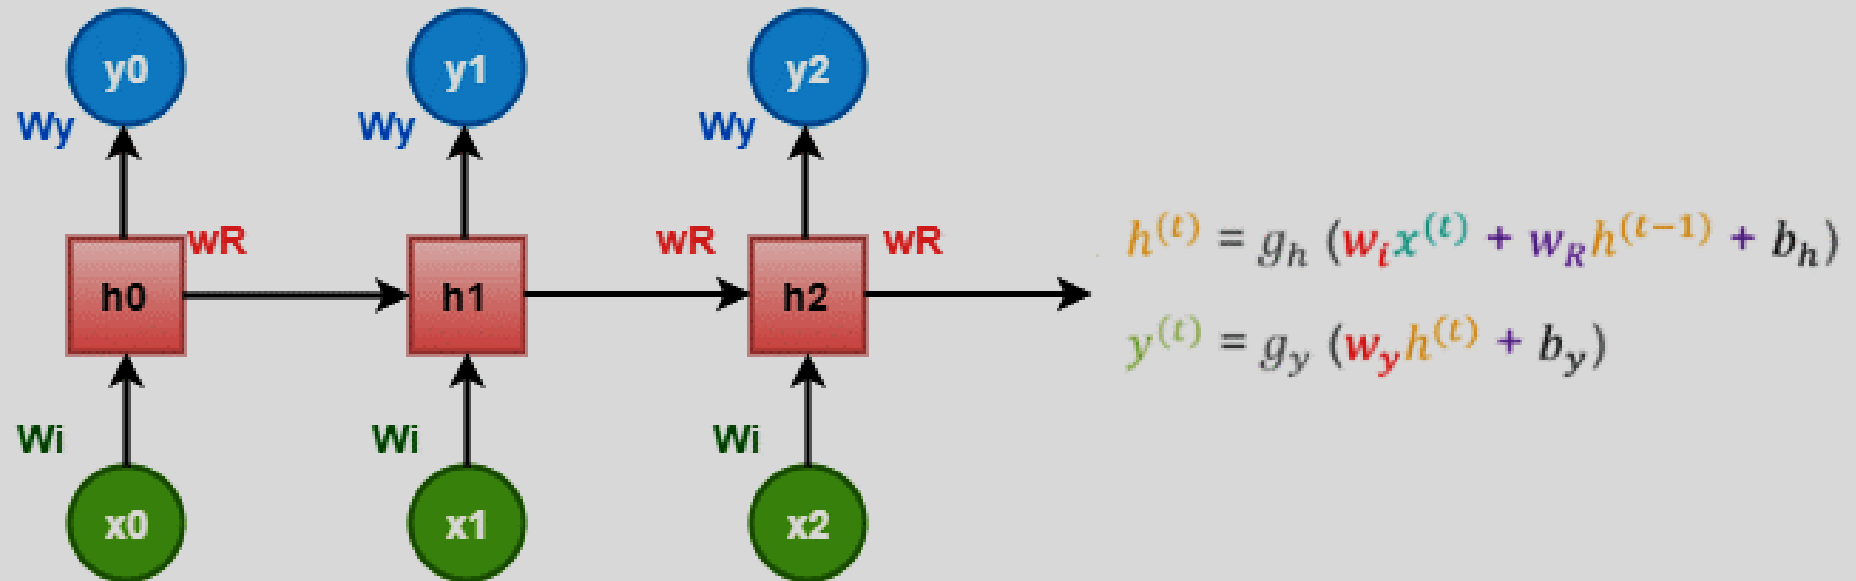 y0 y1 y2
Wy Wy Wy
wR wR wR
h0 h1 h2
h^(t) = g_h (w_i x^(t) + w_R h^(t−1) + b_h)
y^(t) = g_y (w_y h^(t) + b_y)
Wi Wi Wi
x0 x1 x2